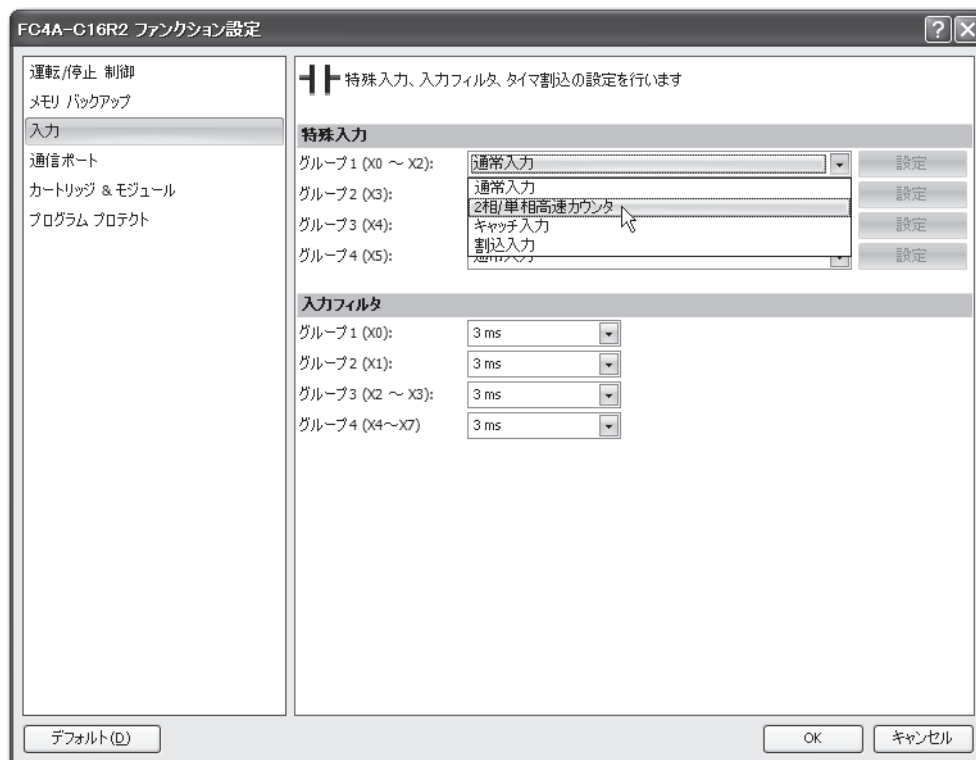 FC4A-C16R2 ファンクション設定
運転/停止 制御
メモリ バックアップ
入力
通信ポート
カートリッジ & モジュール
プログラム プロテクト
特殊入力、入力フィルタ、タイマ割込の設定を行います
特殊入力
グループ1 (X0 ～ X2): 通常入力 設定
通常入力
グループ2 (X3): 設定
2相/単相高速カウンタ
グループ3 (X4): キャッチ入力 設定
割込入力
グループ4 (X5): 通常入力 設定
入力フィルタ
グループ1 (X0): 3 ms
グループ2 (X1): 3 ms
グループ3 (X2 ～ X3): 3 ms
グループ4 (X4～X7) 3 ms
デフォルト(D) OK キャンセル